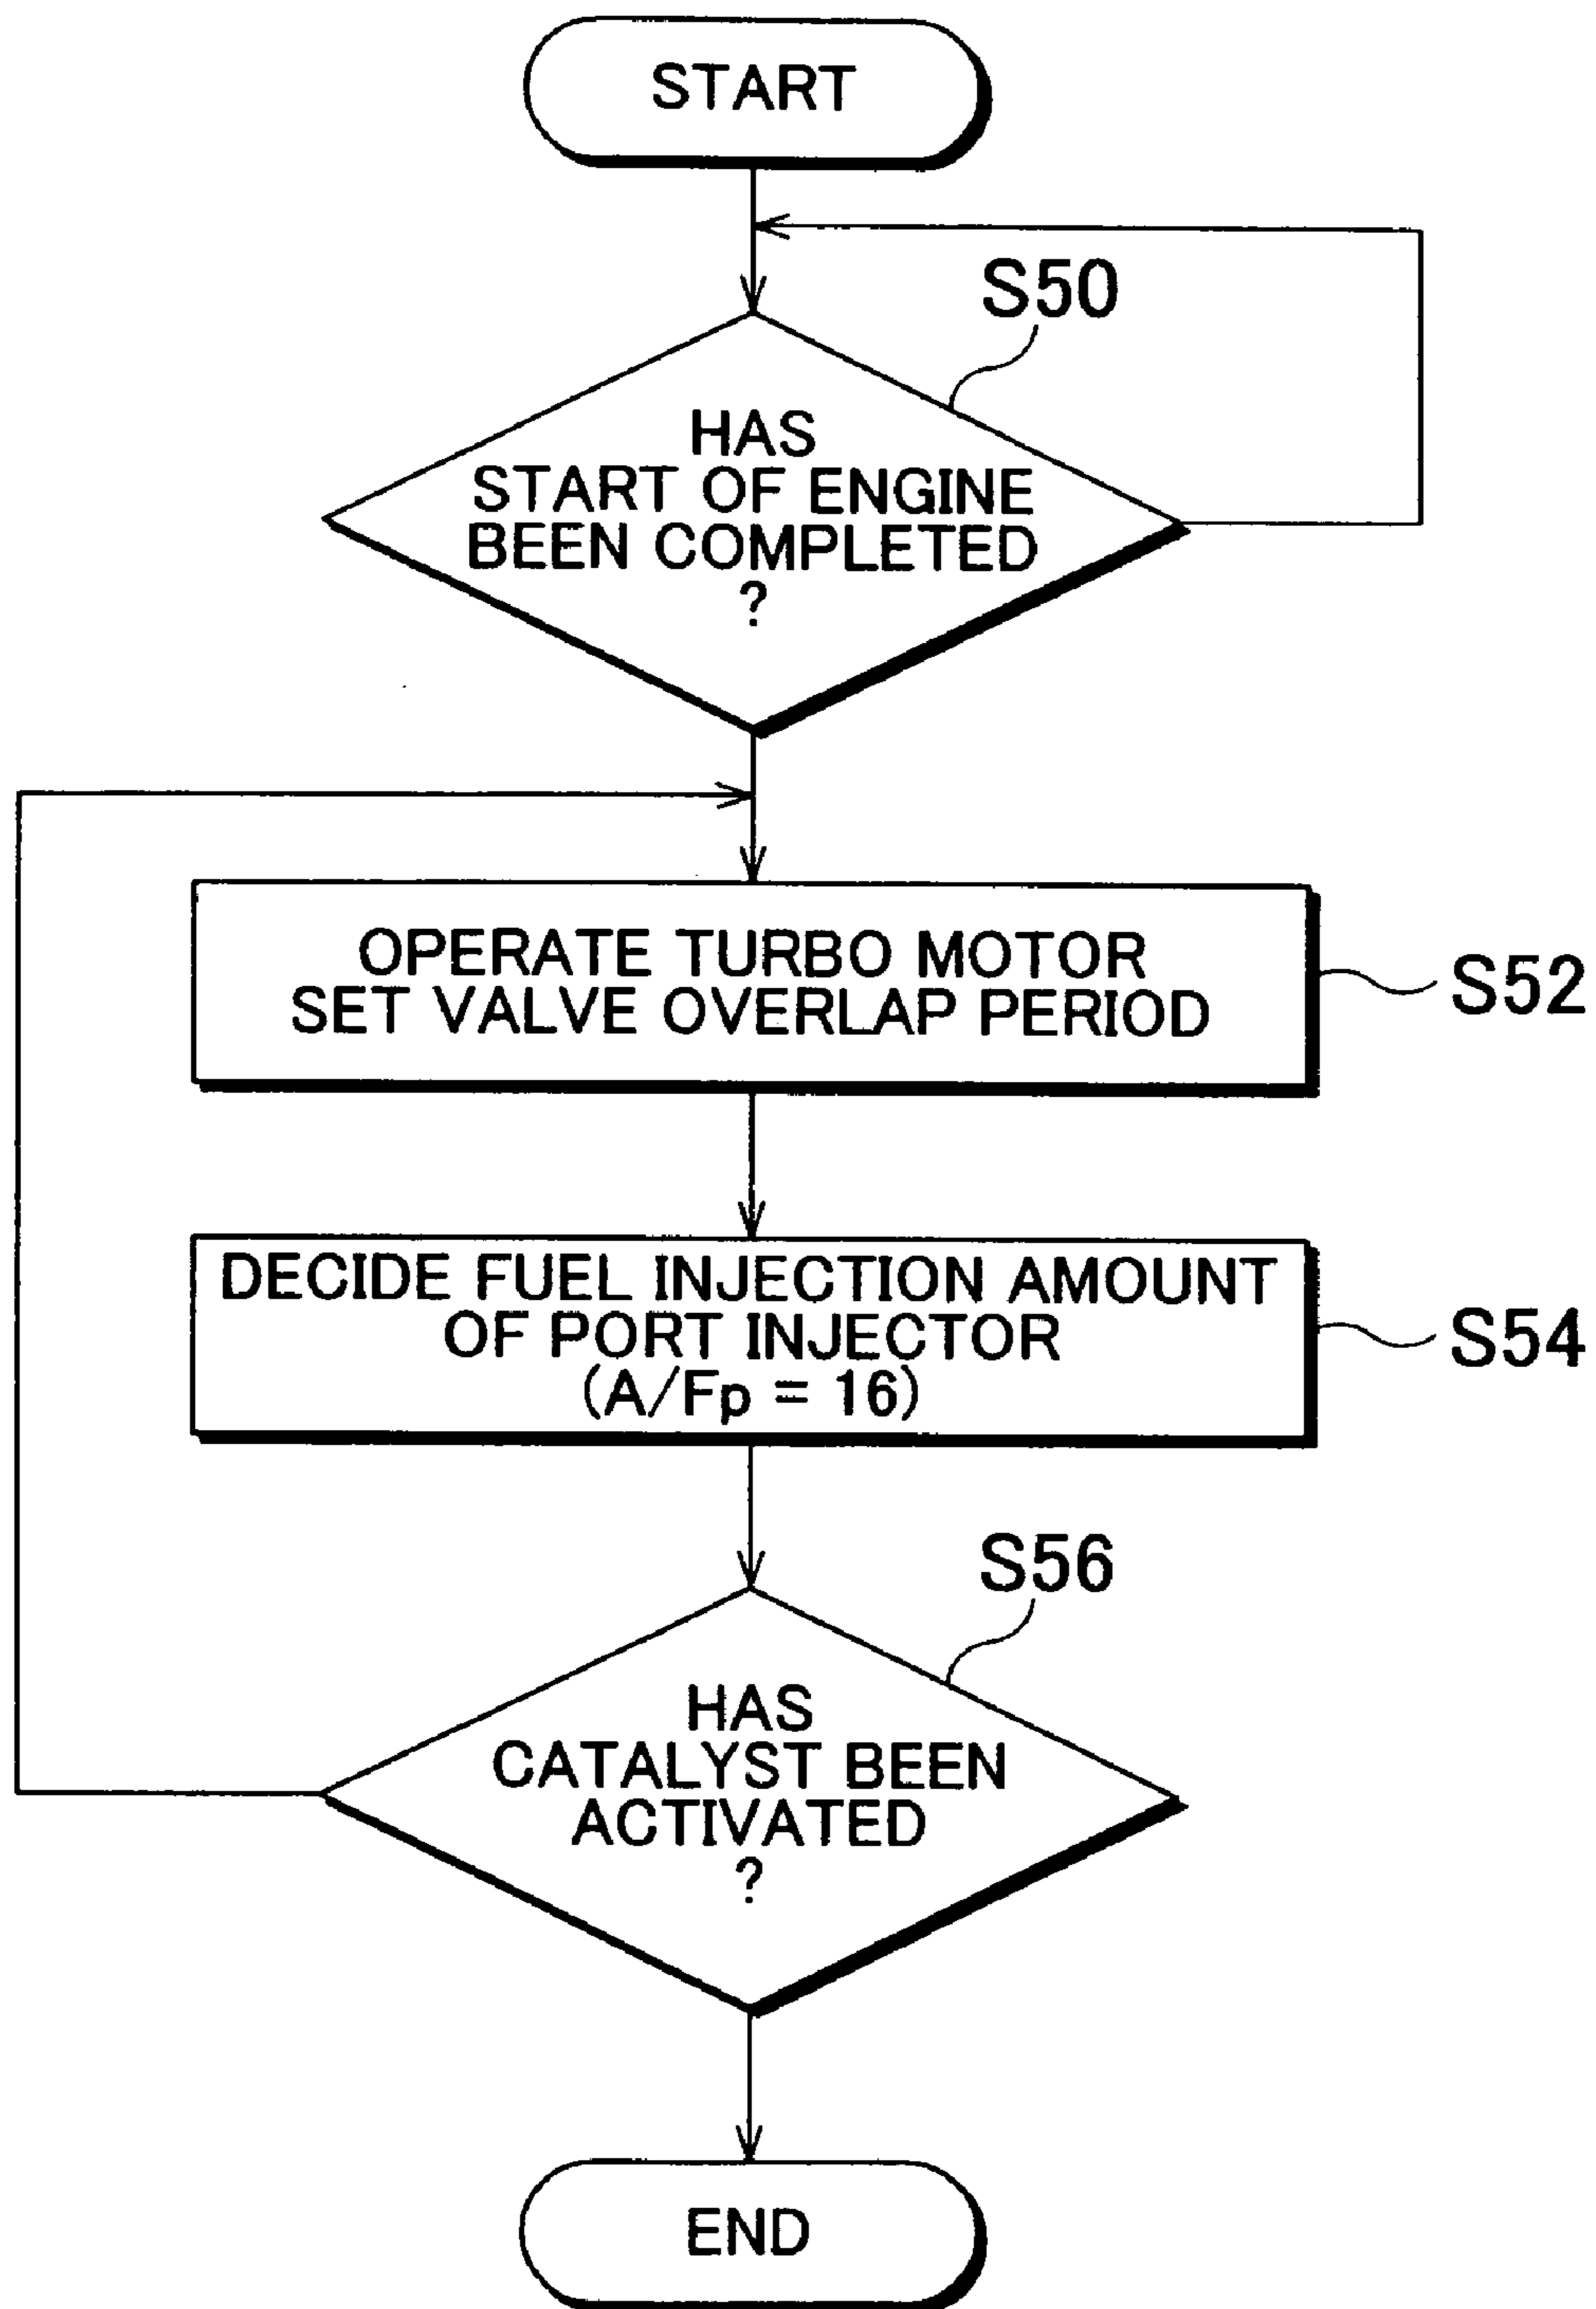 START
S50
HAS
START OF ENGINE
BEEN COMPLETED
?
OPERATE TURBO MOTOR
SET VALVE OVERLAP PERIOD
S52
DECIDE FUEL INJECTION AMOUNT
OF PORT INJECTOR
(A/Fp = 16)
S54
S56
HAS
CATALYST BEEN
ACTIVATED
?
END